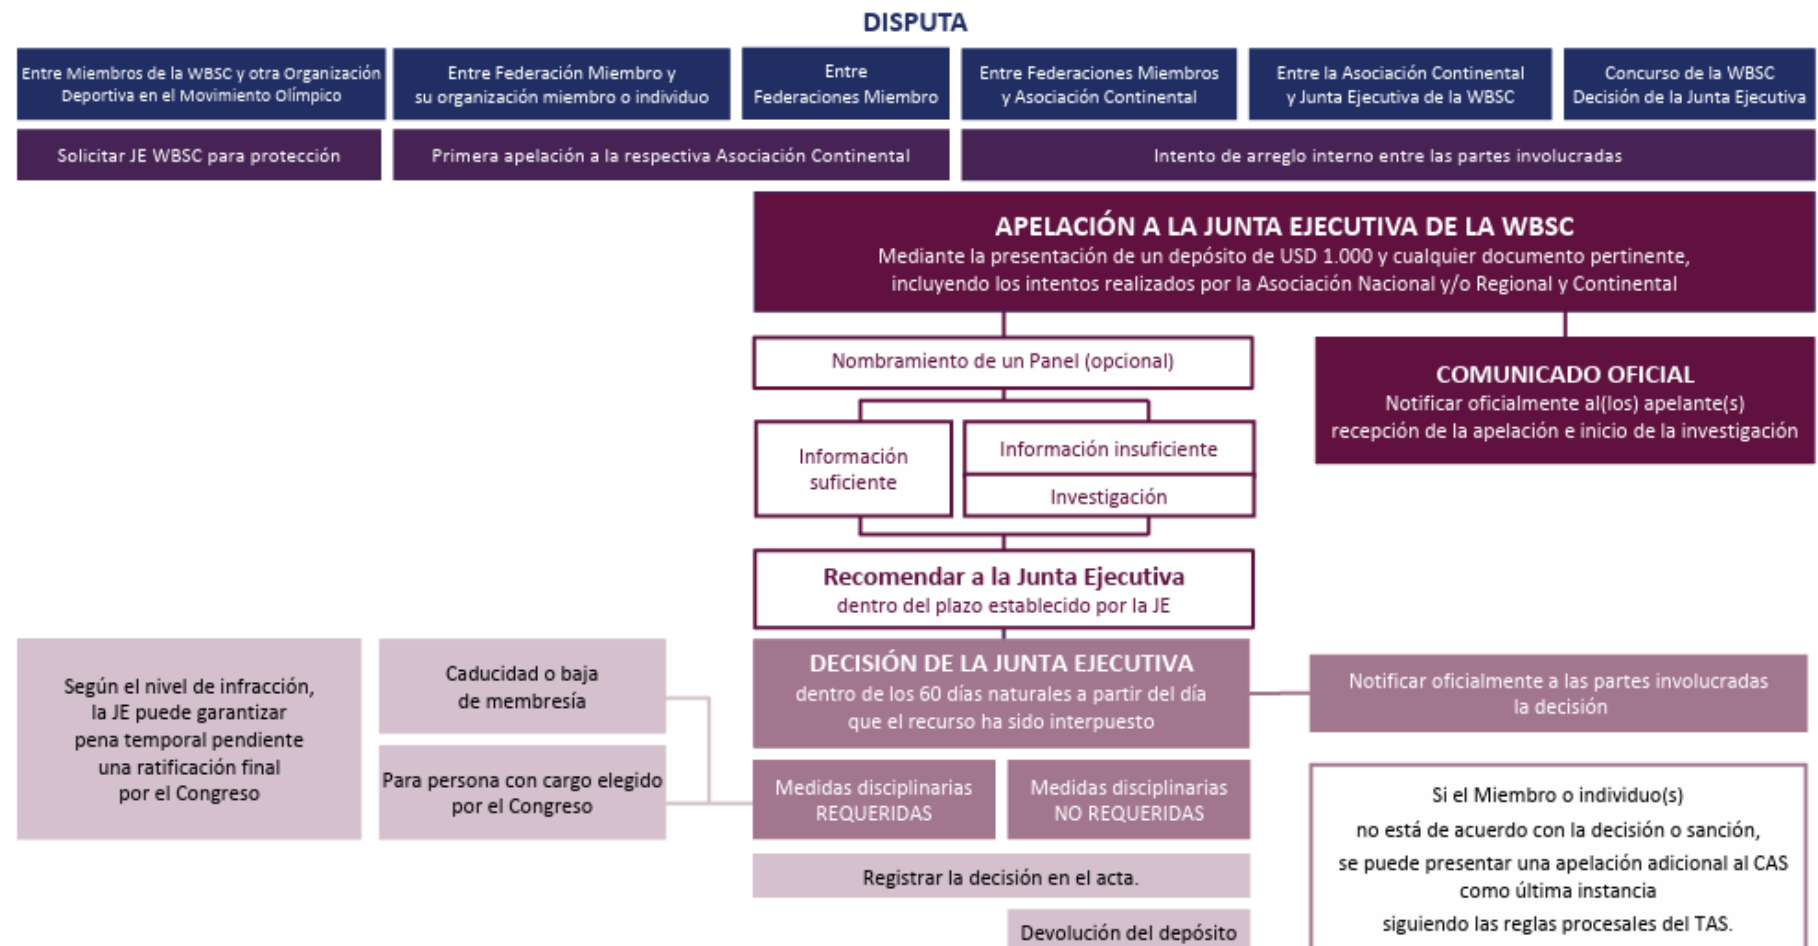 DISPUTA
Entre Miembros de la WBSC y otra Organización
Deportiva en el Movimiento Olímpico
Entre Federación Miembro y
su organización miembro o individuo
Entre
Federaciones Miembro
Entre Federaciones Miembros
y Asociación Continental
Entre la Asociación Continental
y Junta Ejecutiva de la WBSC
Concurso de la WBSC
Decisión de la Junta Ejecutiva
Solicitar JE WBSC para protección
Primera apelación a la respectiva Asociación Continental
Intento de arreglo interno entre las partes involucradas
APELACIÓN A LA JUNTA EJECUTIVA DE LA WBSC
Mediante la presentación de un depósito de USD 1.000 y cualquier documento pertinente,
incluyendo los intentos realizados por la Asociación Nacional y/o Regional y Continental
Nombramiento de un Panel (opcional)
COMUNICADO OFICIAL
Notificar oficialmente al(los) apelante(s)
recepción de la apelación e inicio de la investigación
Información
suficiente
Información insuficiente
Investigación
Recomendar a la Junta Ejecutiva
dentro del plazo establecido por la JE
Según el nivel de infracción,
la JE puede garantizar
pena temporal pendiente
una ratificación final
por el Congreso
Caducidad o baja
de membresía
Para persona con cargo elegido
por el Congreso
DECISIÓN DE LA JUNTA EJECUTIVA
dentro de los 60 días naturales a partir del día
que el recurso ha sido interpuesto
Notificar oficialmente a las partes involucradas
la decisión
Medidas disciplinarias
REQUERIDAS
Medidas disciplinarias
NO REQUERIDAS
Registrar la decisión en el acta.
Devolución del depósito
Si el Miembro o individuo(s)
no está de acuerdo con la decisión o sanción,
se puede presentar una apelación adicional al CAS
como última instancia
siguiendo las reglas procesales del TAS.